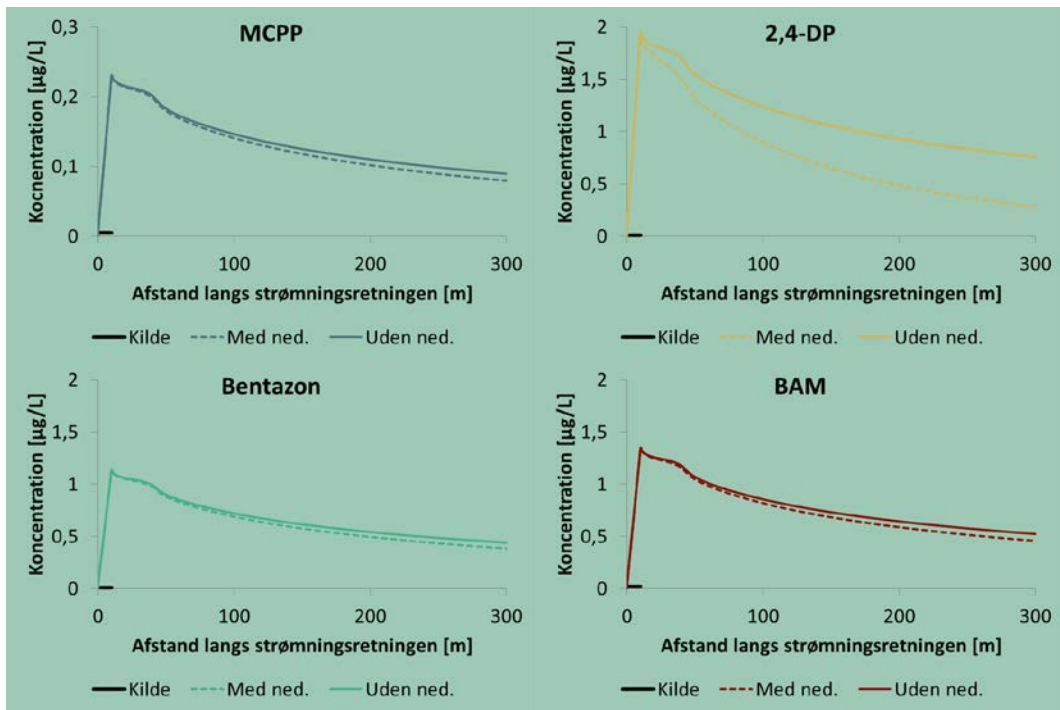 MCPP
Kocnentration [µg/L]
0,3
0,2
0,1
0
0 100 200 300
Afstand langs strømningsretningen [m]
Kilde Med ned. Uden ned.
2,4-DP
Koncentration [µg/L]
2
1,5
1
0,5
0
0 100 200 300
Afstand langs strømningsretningen [m]
Kilde Med ned. Uden ned.
Bentazon
Koncentration [µg/L]
2
1,5
1
0,5
0
0 100 200 300
Afstand langs strømningsretningen [m]
Kilde Med ned. Uden ned.
BAM
Koncentration [µg/L]
2
1,5
1
0,5
0
0 100 200 300
Afstand langs strømningsretningen [m]
Kilde Med ned. Uden ned.